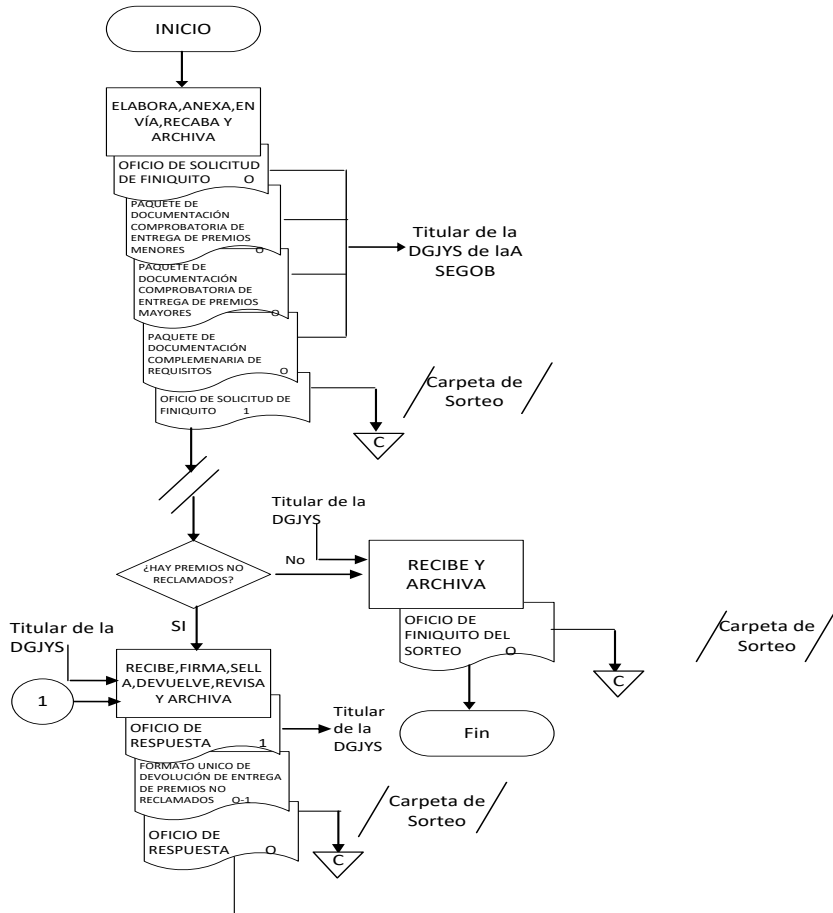 INICIO
ELABORA,ANEXA,EN
VÍA,RECABA Y
ARCHIVA
OFICIO DE SOLICITUD
DE FINIQUITO O
PAQUETE DE
DOCUMENTACIÓN
COMPROBATORIA DE
ENTREGA DE PREMIOS
MENORES O
PAQUETE DE
DOCUMENTACIÓN
COMPROBATORIA DE
ENTREGA DE PREMIOS
MAYORES O
PAQUETE DE
DOCUMENTACIÓN
COMPLEMENARIA DE
REQUISITOS O
OFICIO DE SOLICITUD DE
FINIQUITO 1
Titular de la
DGJYS de laA
SEGOB
Carpeta de
Sorteo
C
¿HAY PREMIOS NO
RECLAMADOS?
No
SI
Titular de la
DGJYS
RECIBE Y
ARCHIVA
OFICIO DE
FINIQUITO DEL
SORTEO O
Carpeta de
Sorteo
C
Fin
Titular de la
DGJYS
1
RECIBE,FIRMA,SELL
A,DEVUELVE,REVISA
Y ARCHIVA
OFICIO DE
RESPUESTA 1
Titular
de la
DGJYS
FORMATO UNICO DE
DEVOLUCIÓN DE ENTREGA
DE PREMIOS NO
RECLAMADOS O-1
OFICIO DE
RESPUESTA O
Carpeta de
Sorteo
C